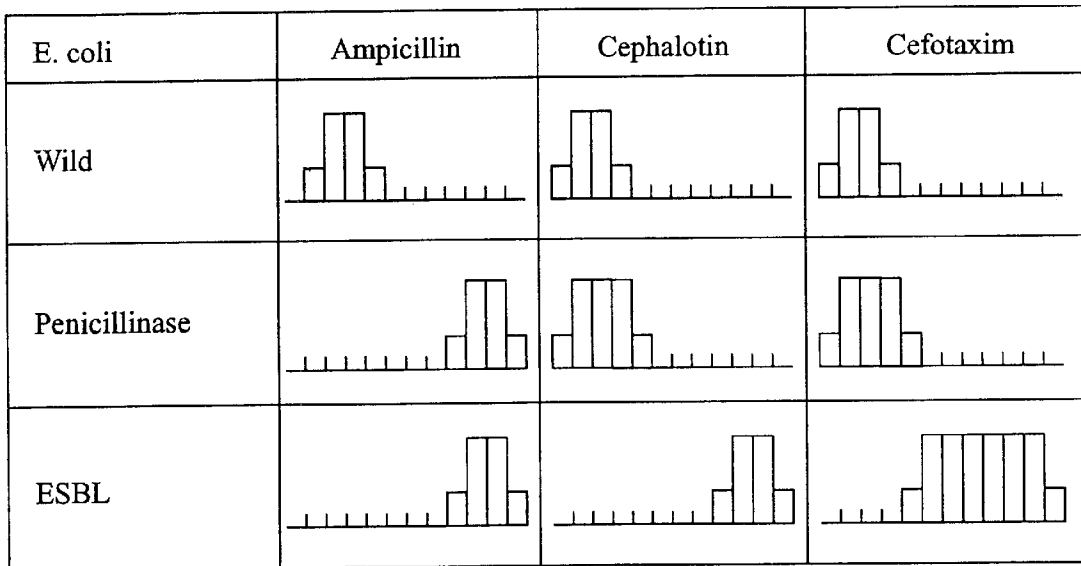 E. coli
Ampicillin
Cephalotin
Cefotaxim
Wild
Penicillinase
ESBL